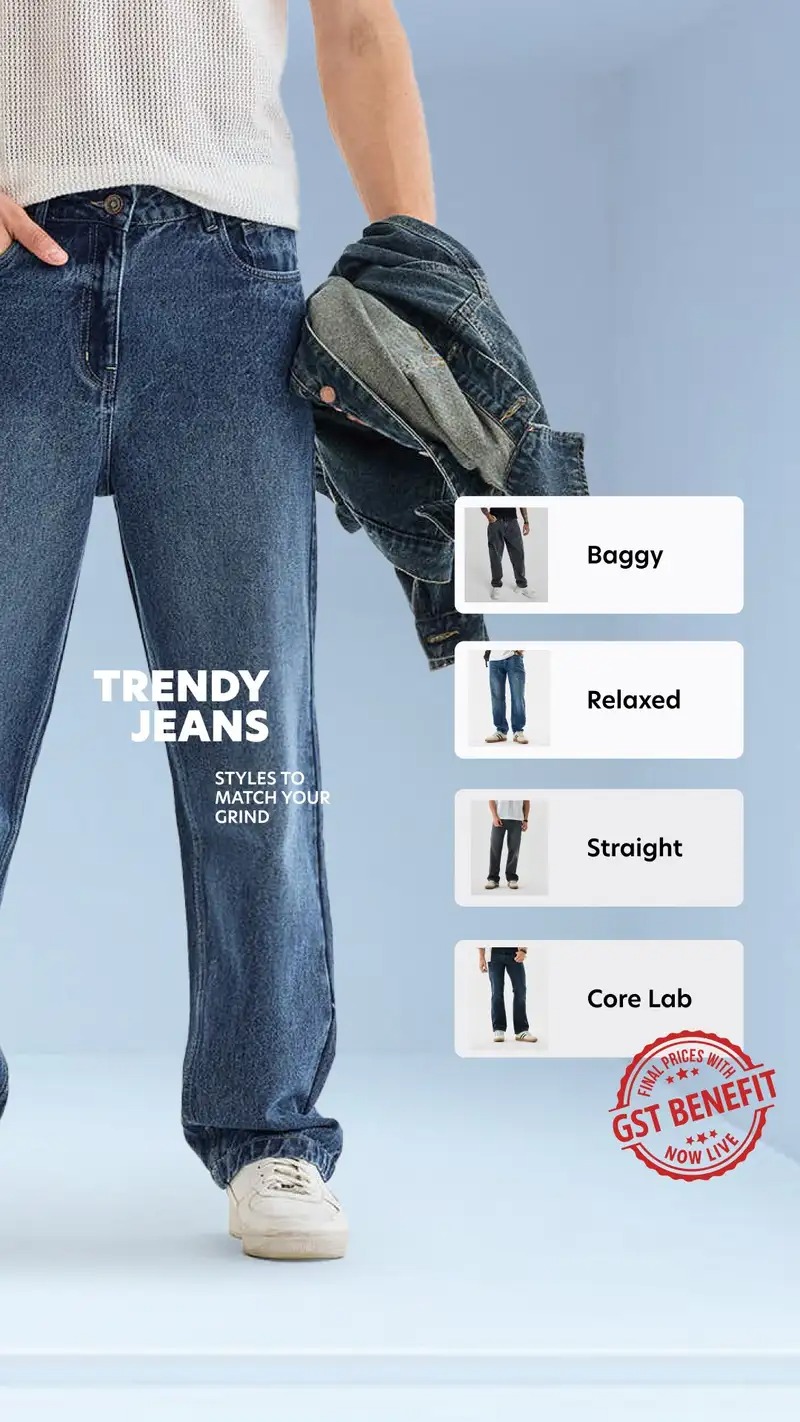 TRENDY
JEANS
STYLES TO
MATCH YOUR
GRIND
Baggy
Relaxed
Straight
Core Lab
FINAL PRICES WITH
GST BENEFIT
NOW LIVE